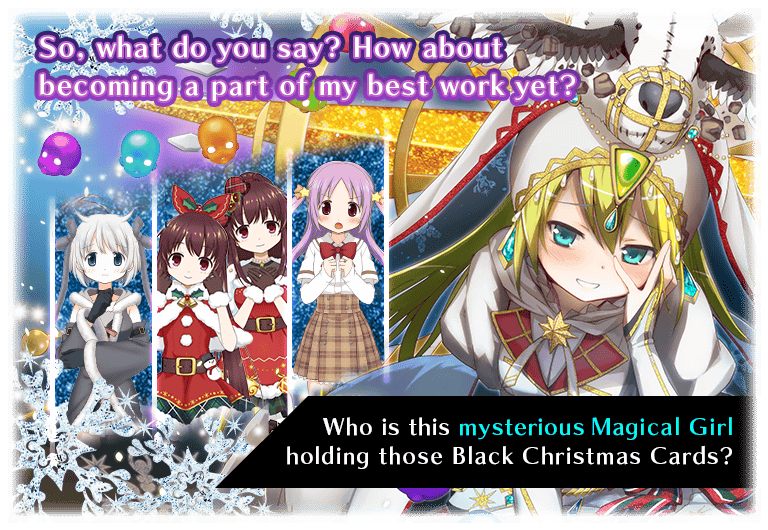 So, what do you say? How about
becoming a part of my best work yet?
Who is this mysterious Magical Girl
holding those Black Christmas Cards?